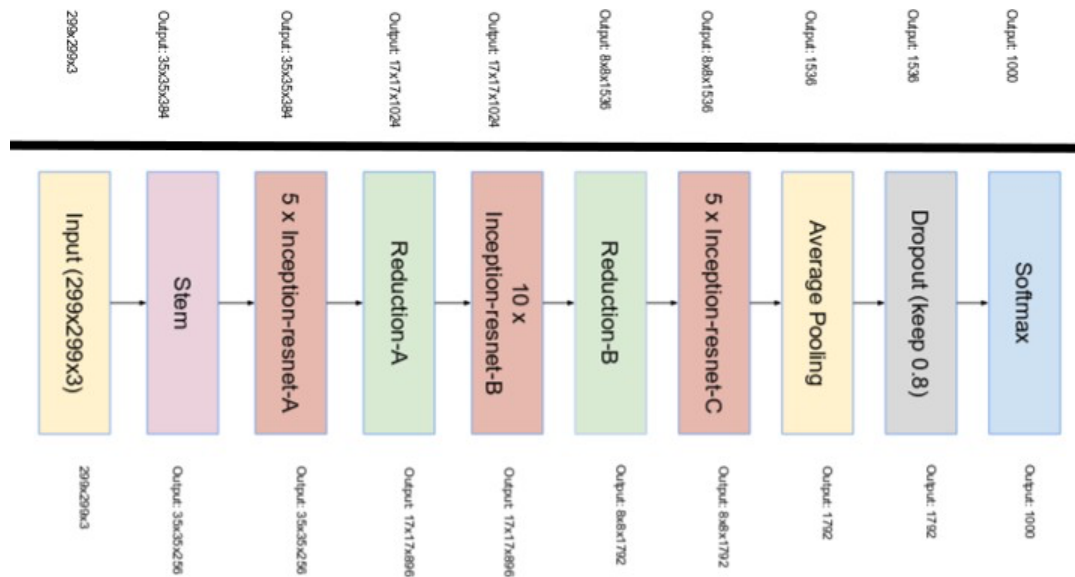 299x299x3
Output: 35x35x384
Output: 35x35x384
Output: 17x17x1024
Output: 17x17x1024
Output: 8x8x1536
Output: 8x8x1536
Output: 1536
Output: 1536
Output: 1000
Input (299x299x3)
Stem
5 x Inception-resnet-A
Reduction-A
10 x
Inception-resnet-B
Reduction-B
5 x Inception-resnet-C
Average Pooling
Dropout (keep 0.8)
Softmax
299x299x3
Output: 35x35x256
Output: 35x35x256
Output: 17x17x896
Output: 17x17x896
Output: 8x8x1792
Output: 8x8x1792
Output: 1792
Output: 1792
Output: 1000